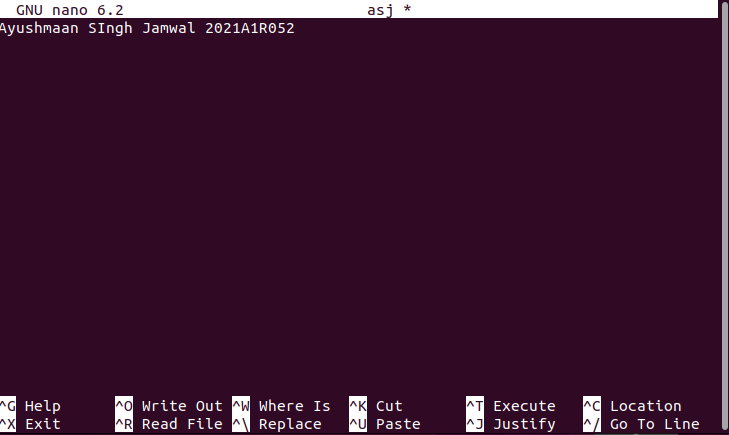 GNU nano 6.2 asj *
Ayushmaan SIngh Jamwal 2021A1R052
^G Help ^O Write Out ^W Where Is ^K Cut ^T Execute ^C Location
^X Exit ^R Read File ^\ Replace ^U Paste ^J Justify ^/ Go To Line